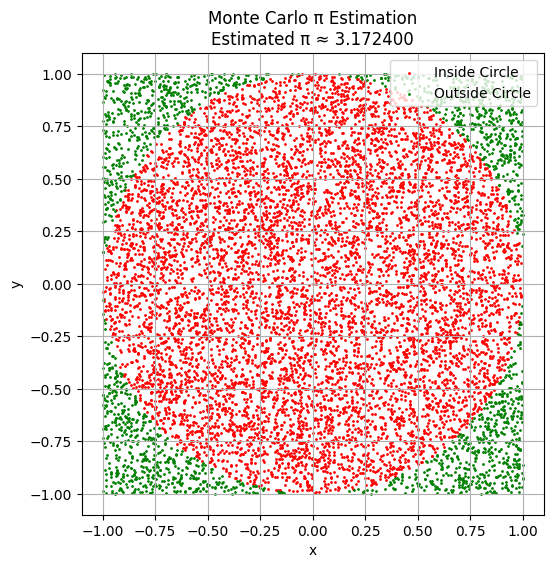 Monte Carlo π Estimation
Estimated π ≈ 3.172400
Inside Circle
Outside Circle
1.00
0.75
0.50
0.25
0.00
−0.25
−0.50
−0.75
−1.00
y
−1.00 −0.75 −0.50 −0.25 0.00 0.25 0.50 0.75 1.00
x